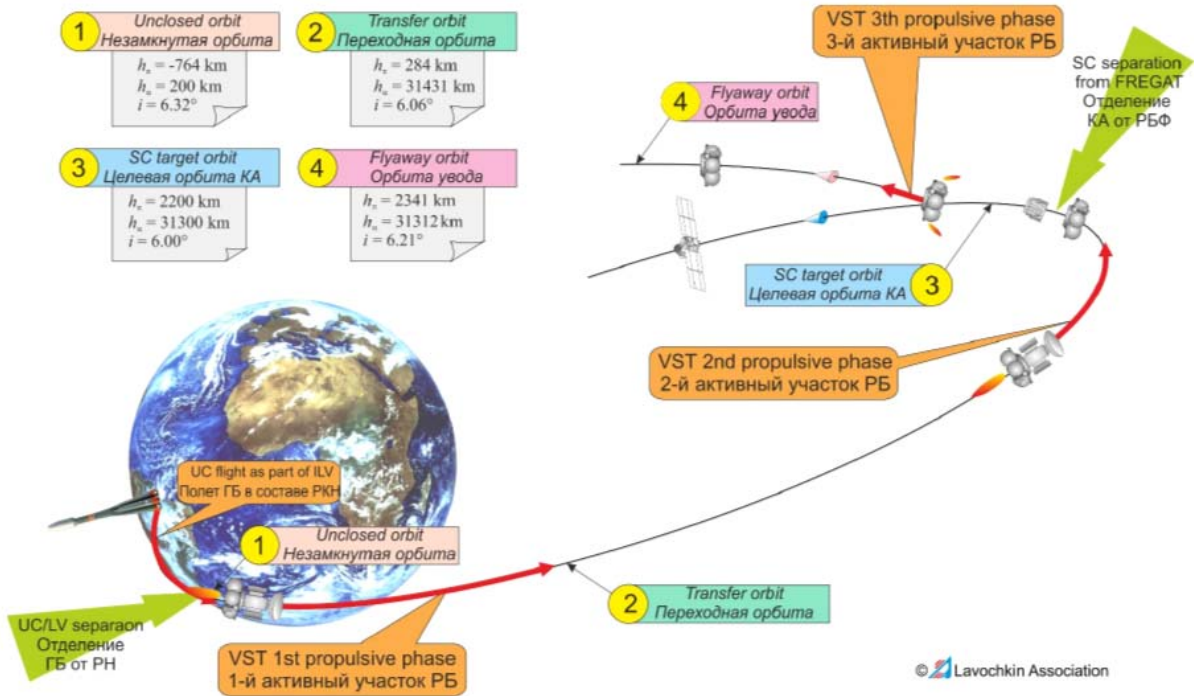 1
Unclosed orbit
Незамкнутая орбита
hπ = -764 km
hπ = 200 km
i = 6.32°
2
Transfer orbit
Переходная орбита
hπ = 284 km
hπ = 31431 km
i = 6.06°
3
SC target orbit
Целевая орбита КА
hπ = 2200 km
hπ = 31300 km
i = 6.00°
4
Flyaway orbit
Орбита увода
hπ = 2341 km
hπ = 31312 km
i = 6.21°
VST 3th propulsive phase
3-й активный участок РБ
SC separation
from FREGAT
Отделение
КА от РБФ
4
Flyaway orbit
Орбита увода
SC target orbit
Целевая орбита КА
3
VST 2nd propulsive phase
2-й активный участок РБ
UC flight as part of ILV
Полет ГБ в составе РКН
1
Unclosed orbit
Незамкнутая орбита
2
Transfer orbit
Переходная орбита
UC/LV separaon
Отделение
ГБ от РН
VST 1st propulsive phase
1-й активный участок РБ
© Lavochkin Association